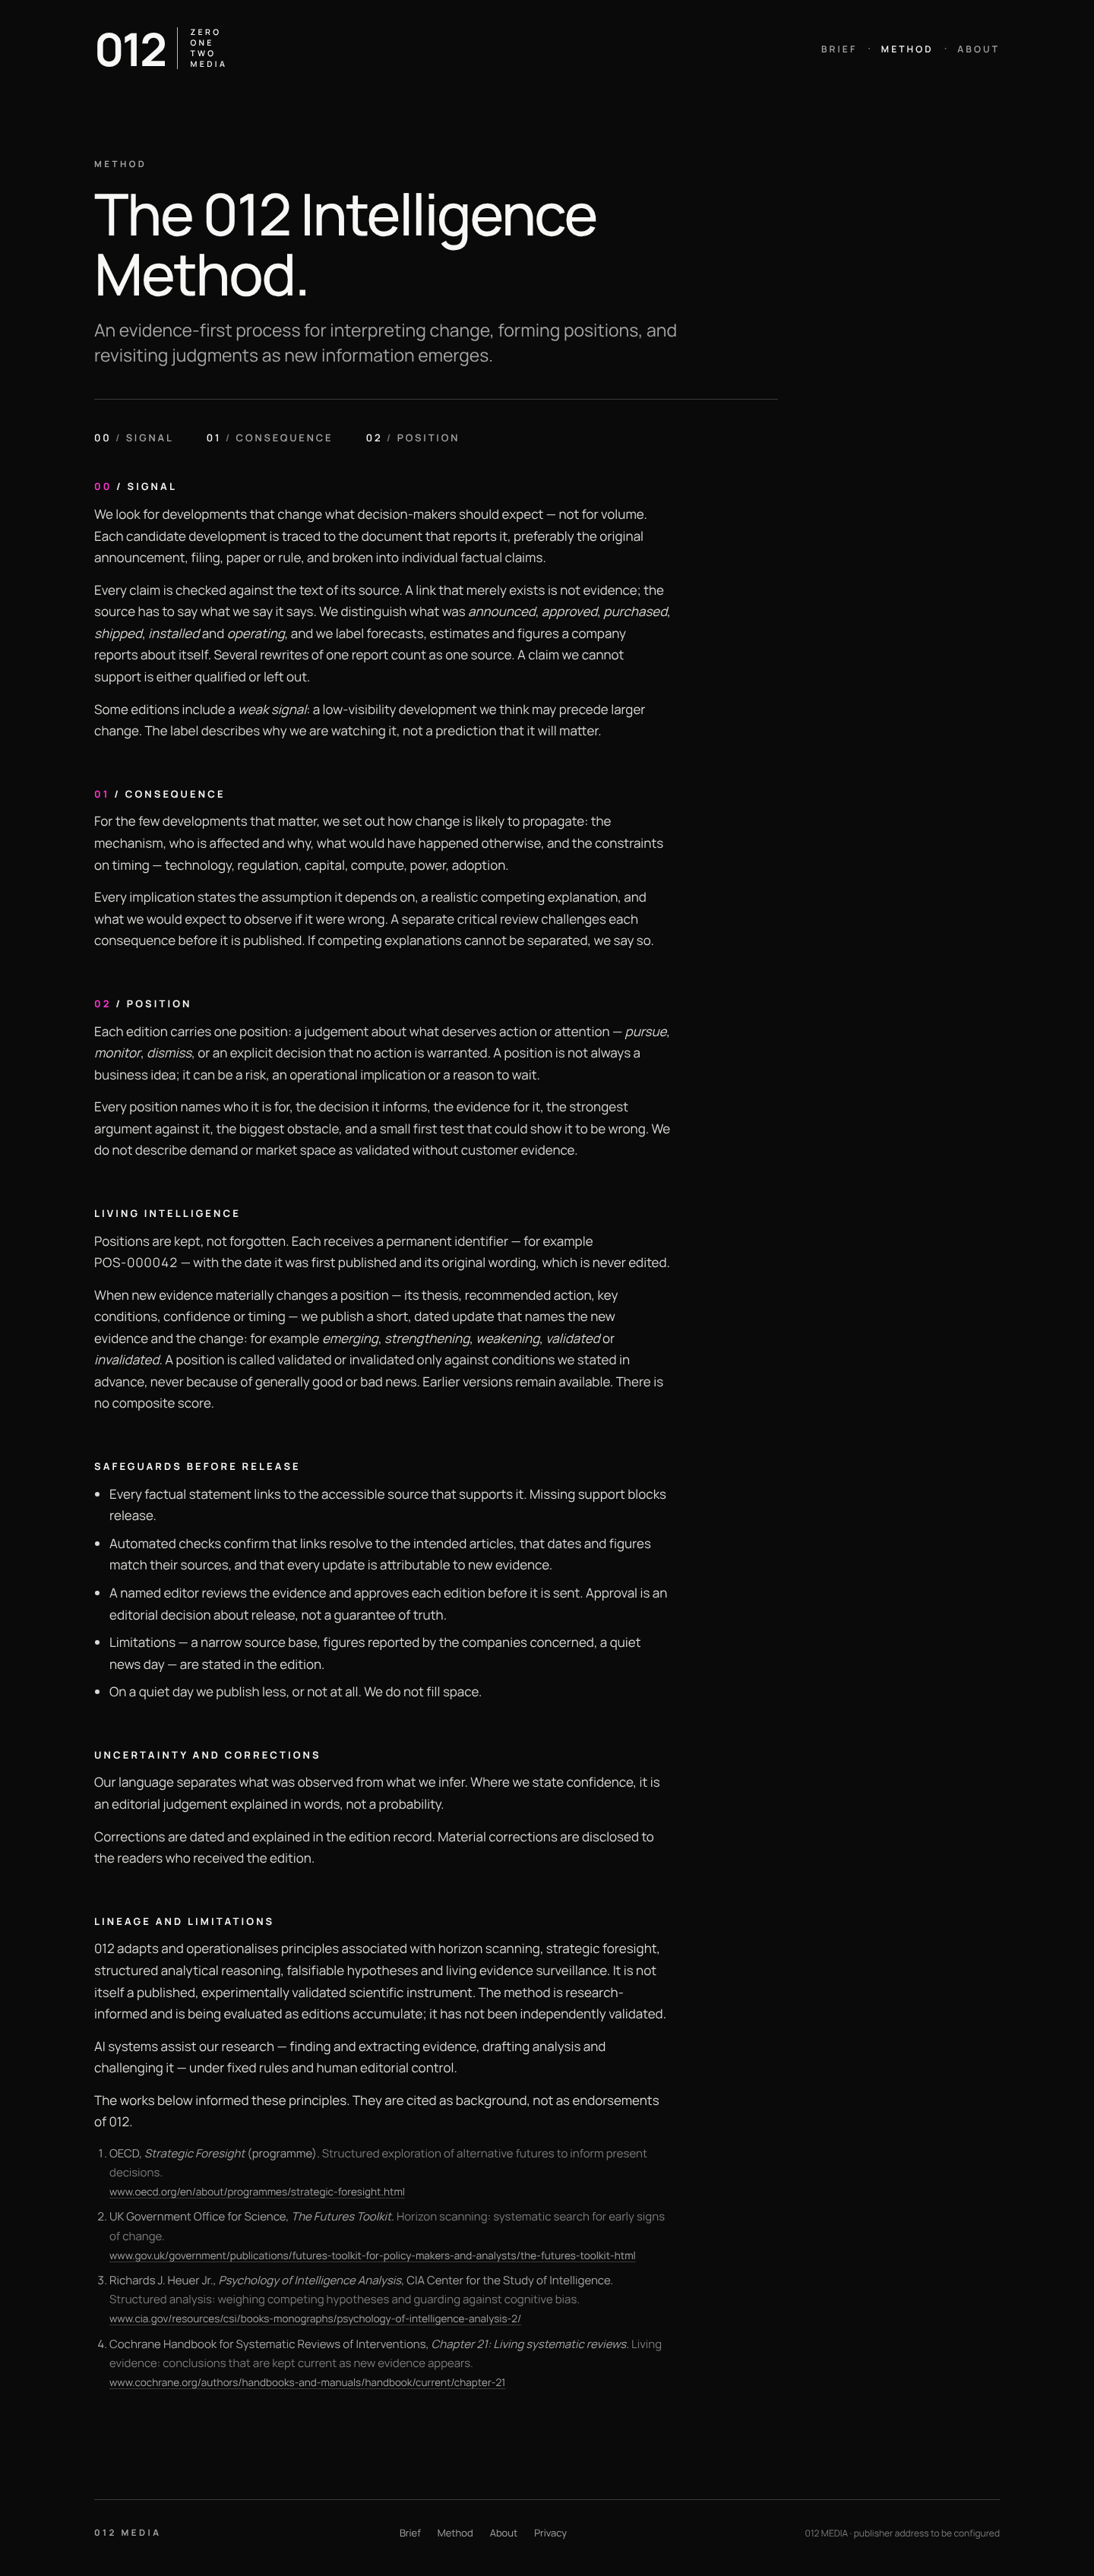 012
ZERO
ONE
TWO
MEDIA
BRIEF · METHOD · ABOUT
METHOD
The 012 Intelligence
Method.
An evidence-first process for interpreting change, forming positions, and
revisiting judgments as new information emerges.
00 / SIGNAL 01 / CONSEQUENCE 02 / POSITION
00 / SIGNAL
We look for developments that change what decision-makers should expect — not for volume.
Each candidate development is traced to the document that reports it, preferably the original
announcement, filing, paper or rule, and broken into individual factual claims.
Every claim is checked against the text of its source. A link that merely exists is not evidence; the
source has to say what we say it says. We distinguish what was announced, approved, purchased,
shipped, installed and operating, and we label forecasts, estimates and figures a company
reports about itself. Several rewrites of one report count as one source. A claim we cannot
support is either qualified or left out.
Some editions include a weak signal: a low-visibility development we think may precede larger
change. The label describes why we are watching it, not a prediction that it will matter.
01 / CONSEQUENCE
For the few developments that matter, we set out how change is likely to propagate: the
mechanism, who is affected and why, what would have happened otherwise, and the constraints
on timing — technology, regulation, capital, compute, power, adoption.
Every implication states the assumption it depends on, a realistic competing explanation, and
what we would expect to observe if it were wrong. A separate critical review challenges each
consequence before it is published. If competing explanations cannot be separated, we say so.
02 / POSITION
Each edition carries one position: a judgement about what deserves action or attention — pursue,
monitor, dismiss, or an explicit decision that no action is warranted. A position is not always a
business idea; it can be a risk, an operational implication or a reason to wait.
Every position names who it is for, the decision it informs, the evidence for it, the strongest
argument against it, the biggest obstacle, and a small first test that could show it to be wrong. We
do not describe demand or market space as validated without customer evidence.
LIVING INTELLIGENCE
Positions are kept, not forgotten. Each receives a permanent identifier — for example
POS-000042 — with the date it was first published and its original wording, which is never edited.
When new evidence materially changes a position — its thesis, recommended action, key
conditions, confidence or timing — we publish a short, dated update that names the new
evidence and the change: for example emerging, strengthening, weakening, validated or
invalidated. A position is called validated or invalidated only against conditions we stated in
advance, never because of generally good or bad news. Earlier versions remain available. There is
no composite score.
SAFEGUARDS BEFORE RELEASE
• Every factual statement links to the accessible source that supports it. Missing support blocks
release.
• Automated checks confirm that links resolve to the intended articles, that dates and figures
match their sources, and that every update is attributable to new evidence.
• A named editor reviews the evidence and approves each edition before it is sent. Approval is an
editorial decision about release, not a guarantee of truth.
• Limitations — a narrow source base, figures reported by the companies concerned, a quiet
news day — are stated in the edition.
• On a quiet day we publish less, or not at all. We do not fill space.
UNCERTAINTY AND CORRECTIONS
Our language separates what was observed from what we infer. Where we state confidence, it is
an editorial judgement explained in words, not a probability.
Corrections are dated and explained in the edition record. Material corrections are disclosed to
the readers who received the edition.
LINEAGE AND LIMITATIONS
012 adapts and operationalises principles associated with horizon scanning, strategic foresight,
structured analytical reasoning, falsifiable hypotheses and living evidence surveillance. It is not
itself a published, experimentally validated scientific instrument. The method is research-
informed and is being evaluated as editions accumulate; it has not been independently validated.
AI systems assist our research — finding and extracting evidence, drafting analysis and
challenging it — under fixed rules and human editorial control.
The works below informed these principles. They are cited as background, not as endorsements
of 012.
1. OECD, Strategic Foresight (programme). Structured exploration of alternative futures to inform present
decisions.
www.oecd.org/en/about/programmes/strategic-foresight.html
2. UK Government Office for Science, The Futures Toolkit. Horizon scanning: systematic search for early signs
of change.
www.gov.uk/government/publications/futures-toolkit-for-policy-makers-and-analysts/the-futures-toolkit-html
3. Richards J. Heuer Jr., Psychology of Intelligence Analysis, CIA Center for the Study of Intelligence.
Structured analysis: weighing competing hypotheses and guarding against cognitive bias.
www.cia.gov/resources/csi/books-monographs/psychology-of-intelligence-analysis-2/
4. Cochrane Handbook for Systematic Reviews of Interventions, Chapter 21: Living systematic reviews. Living
evidence: conclusions that are kept current as new evidence appears.
www.cochrane.org/authors/handbooks-and-manuals/handbook/current/chapter-21
012 MEDIA
Brief Method About Privacy
012 MEDIA · publisher address to be configured